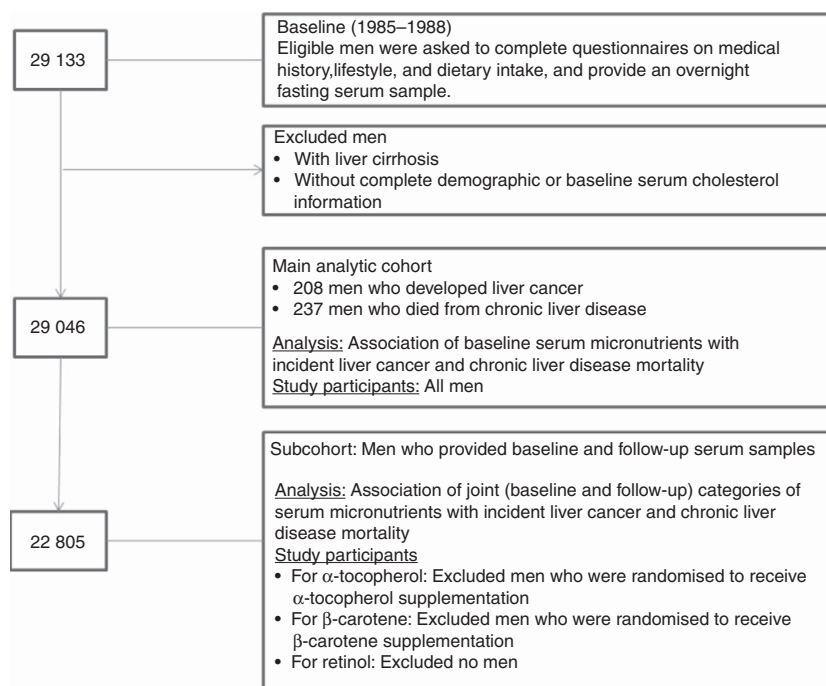 29 133
Baseline (1985–1988)
Eligible men were asked to complete questionnaires on medical
history,lifestyle, and dietary intake, and provide an overnight
fasting serum sample.
Excluded men
• With liver cirrhosis
• Without complete demographic or baseline serum cholesterol
information
29 046
Main analytic cohort
• 208 men who developed liver cancer
• 237 men who died from chronic liver disease
Analysis: Association of baseline serum micronutrients with
incident liver cancer and chronic liver disease mortality
Study participants: All men
22 805
Subcohort: Men who provided baseline and follow-up serum samples
Analysis: Association of joint (baseline and follow-up) categories of
serum micronutrients with incident liver cancer and chronic liver
disease mortality
Study participants
• For α-tocopherol: Excluded men who were randomised to receive
α-tocopherol supplementation
• For β-carotene: Excluded men who were randomised to receive
β-carotene supplementation
• For retinol: Excluded no men